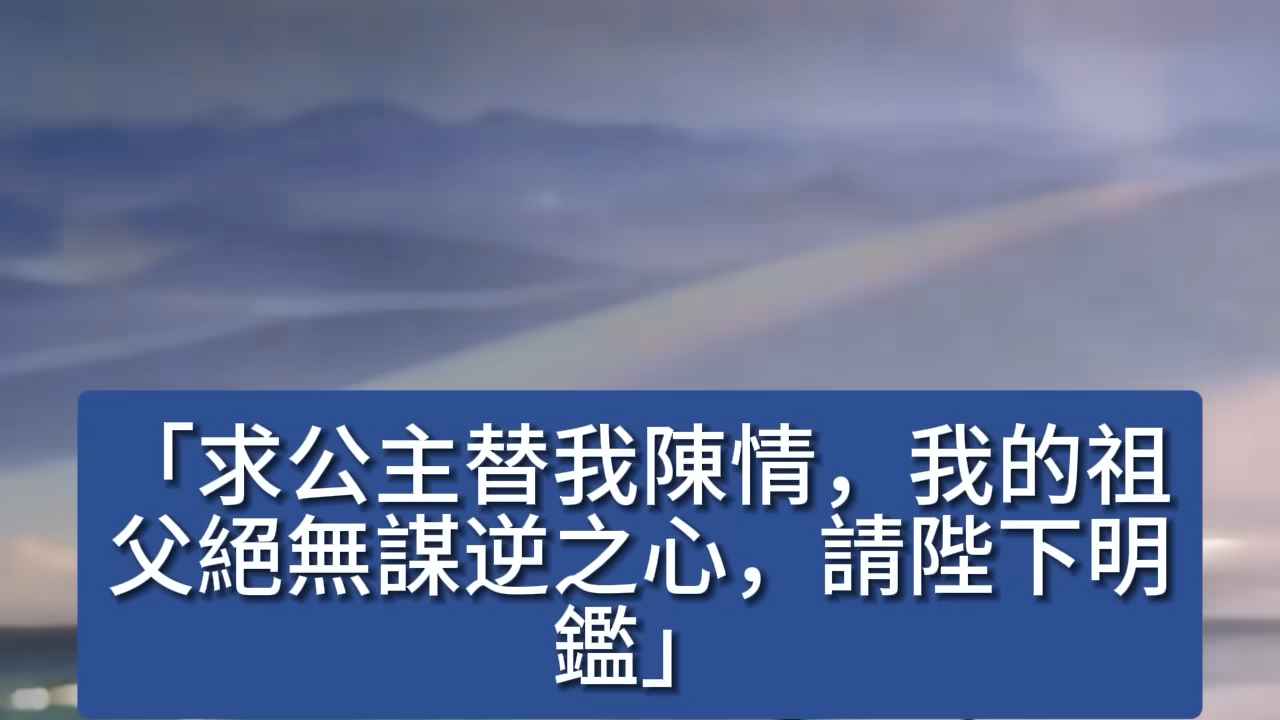 「求公主替我陳情，我的祖
父絕無謀逆之心，請陛下明
鑑」